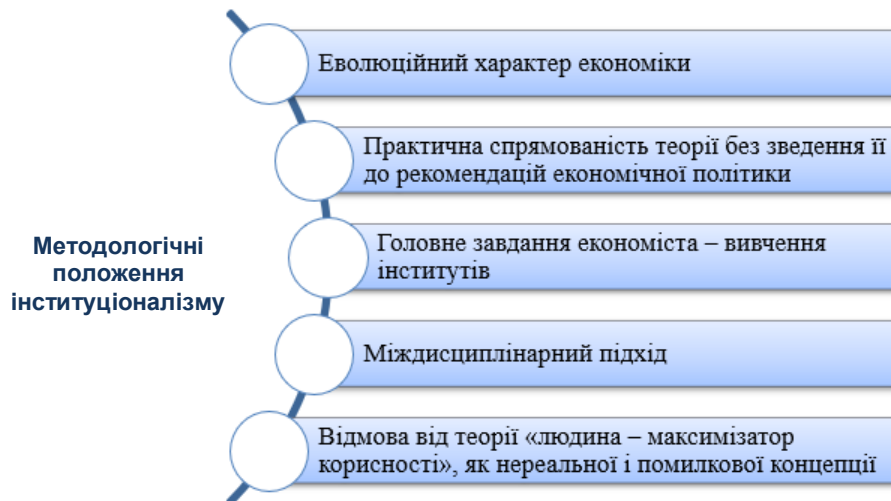 Методологічні
положення
інституціоналізму
Еволюційний характер економіки
Практична спрямованість теорії без зведення її
до рекомендацій економічної політики
Головне завдання економіста – вивчення
інститутів
Міждисциплінарний підхід
Відмова від теорії «людина – максимізатор
корисності», як нереальної і помилкової концепції